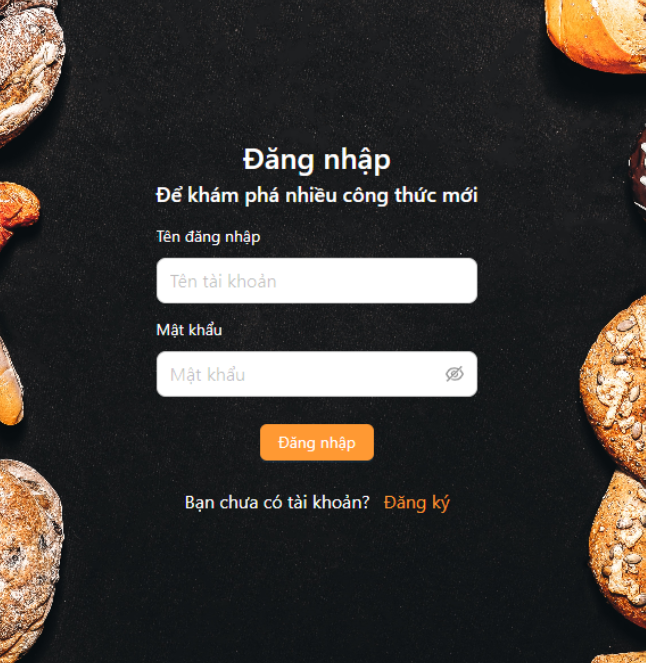 Đăng nhập
Để khám phá nhiều công thức mới
Tên đăng nhập
Tên tài khoản
Mật khẩu
Mật khẩu
Đăng nhập
Bạn chưa có tài khoản? Đăng ký